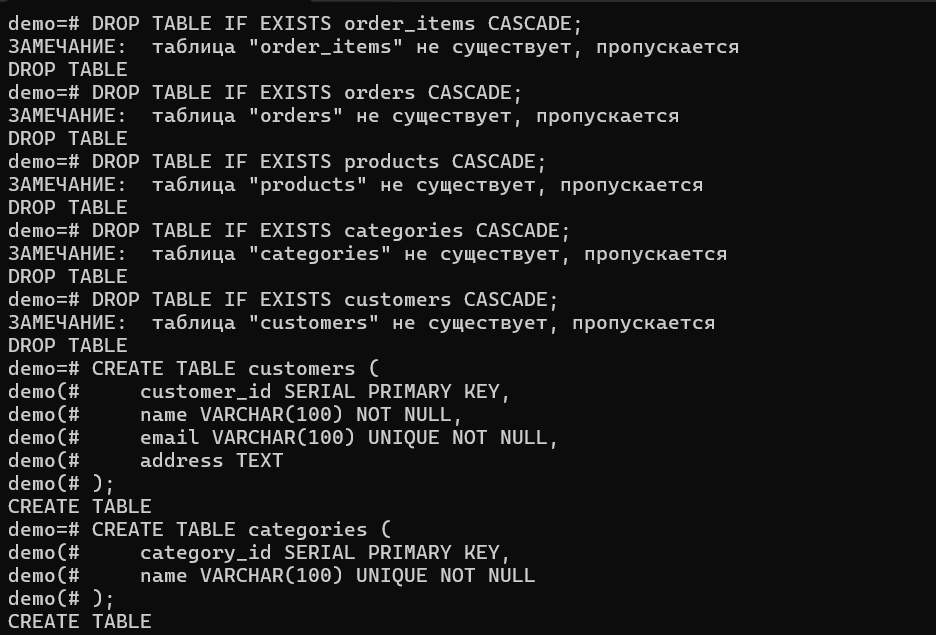 demo=# DROP TABLE IF EXISTS order_items CASCADE;
ЗАМЕЧАНИЕ:  таблица "order_items" не существует, пропускается
DROP TABLE
demo=# DROP TABLE IF EXISTS orders CASCADE;
ЗАМЕЧАНИЕ:  таблица "orders" не существует, пропускается
DROP TABLE
demo=# DROP TABLE IF EXISTS products CASCADE;
ЗАМЕЧАНИЕ:  таблица "products" не существует, пропускается
DROP TABLE
demo=# DROP TABLE IF EXISTS categories CASCADE;
ЗАМЕЧАНИЕ:  таблица "categories" не существует, пропускается
DROP TABLE
demo=# DROP TABLE IF EXISTS customers CASCADE;
ЗАМЕЧАНИЕ:  таблица "customers" не существует, пропускается
DROP TABLE
demo=# CREATE TABLE customers (
demo(#     customer_id SERIAL PRIMARY KEY,
demo(#     name VARCHAR(100) NOT NULL,
demo(#     email VARCHAR(100) UNIQUE NOT NULL,
demo(#     address TEXT
demo(# );
CREATE TABLE
demo=# CREATE TABLE categories (
demo(#     category_id SERIAL PRIMARY KEY,
demo(#     name VARCHAR(100) UNIQUE NOT NULL
demo(# );
CREATE TABLE